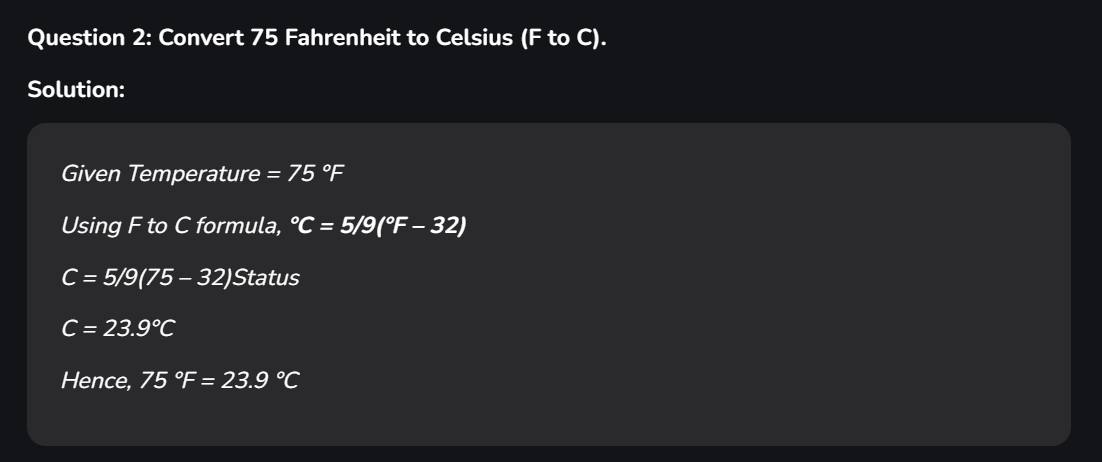 Question 2: Convert 75 Fahrenheit to Celsius (F to C).
Solution:
Given Temperature = 75 °F
Using F to C formula, °C = 5/9(°F – 32)
C = 5/9(75 – 32)Status
C = 23.9°C
Hence, 75 °F = 23.9 °C